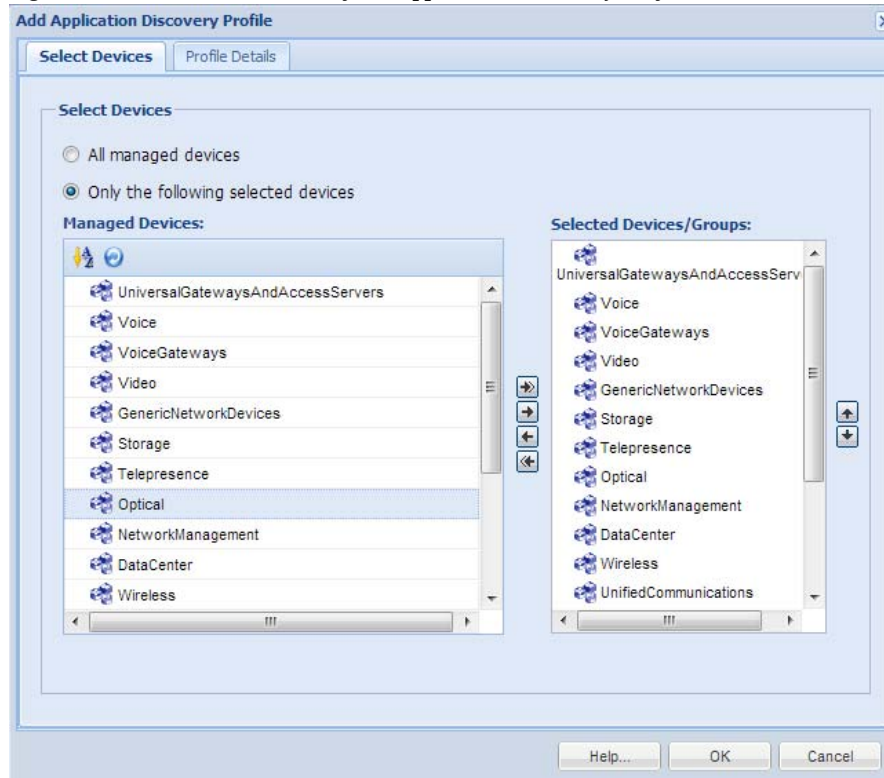 Add Application Discovery Profile
Select Devices
Profile Details
Select Devices
All managed devices
Only the following selected devices
Managed Devices:
UniversalGatewaysAndAccessServers
Voice
VoiceGateways
Video
GenericNetworkDevices
Storage
Telepresence
Optical
NetworkManagement
DataCenter
Wireless
Selected Devices/Groups:
UniversalGatewaysAndAccessServ
Voice
VoiceGateways
Video
GenericNetworkDevices
Storage
Telepresence
Optical
NetworkManagement
DataCenter
Wireless
UnifiedCommunications
Help...
OK
Cancel